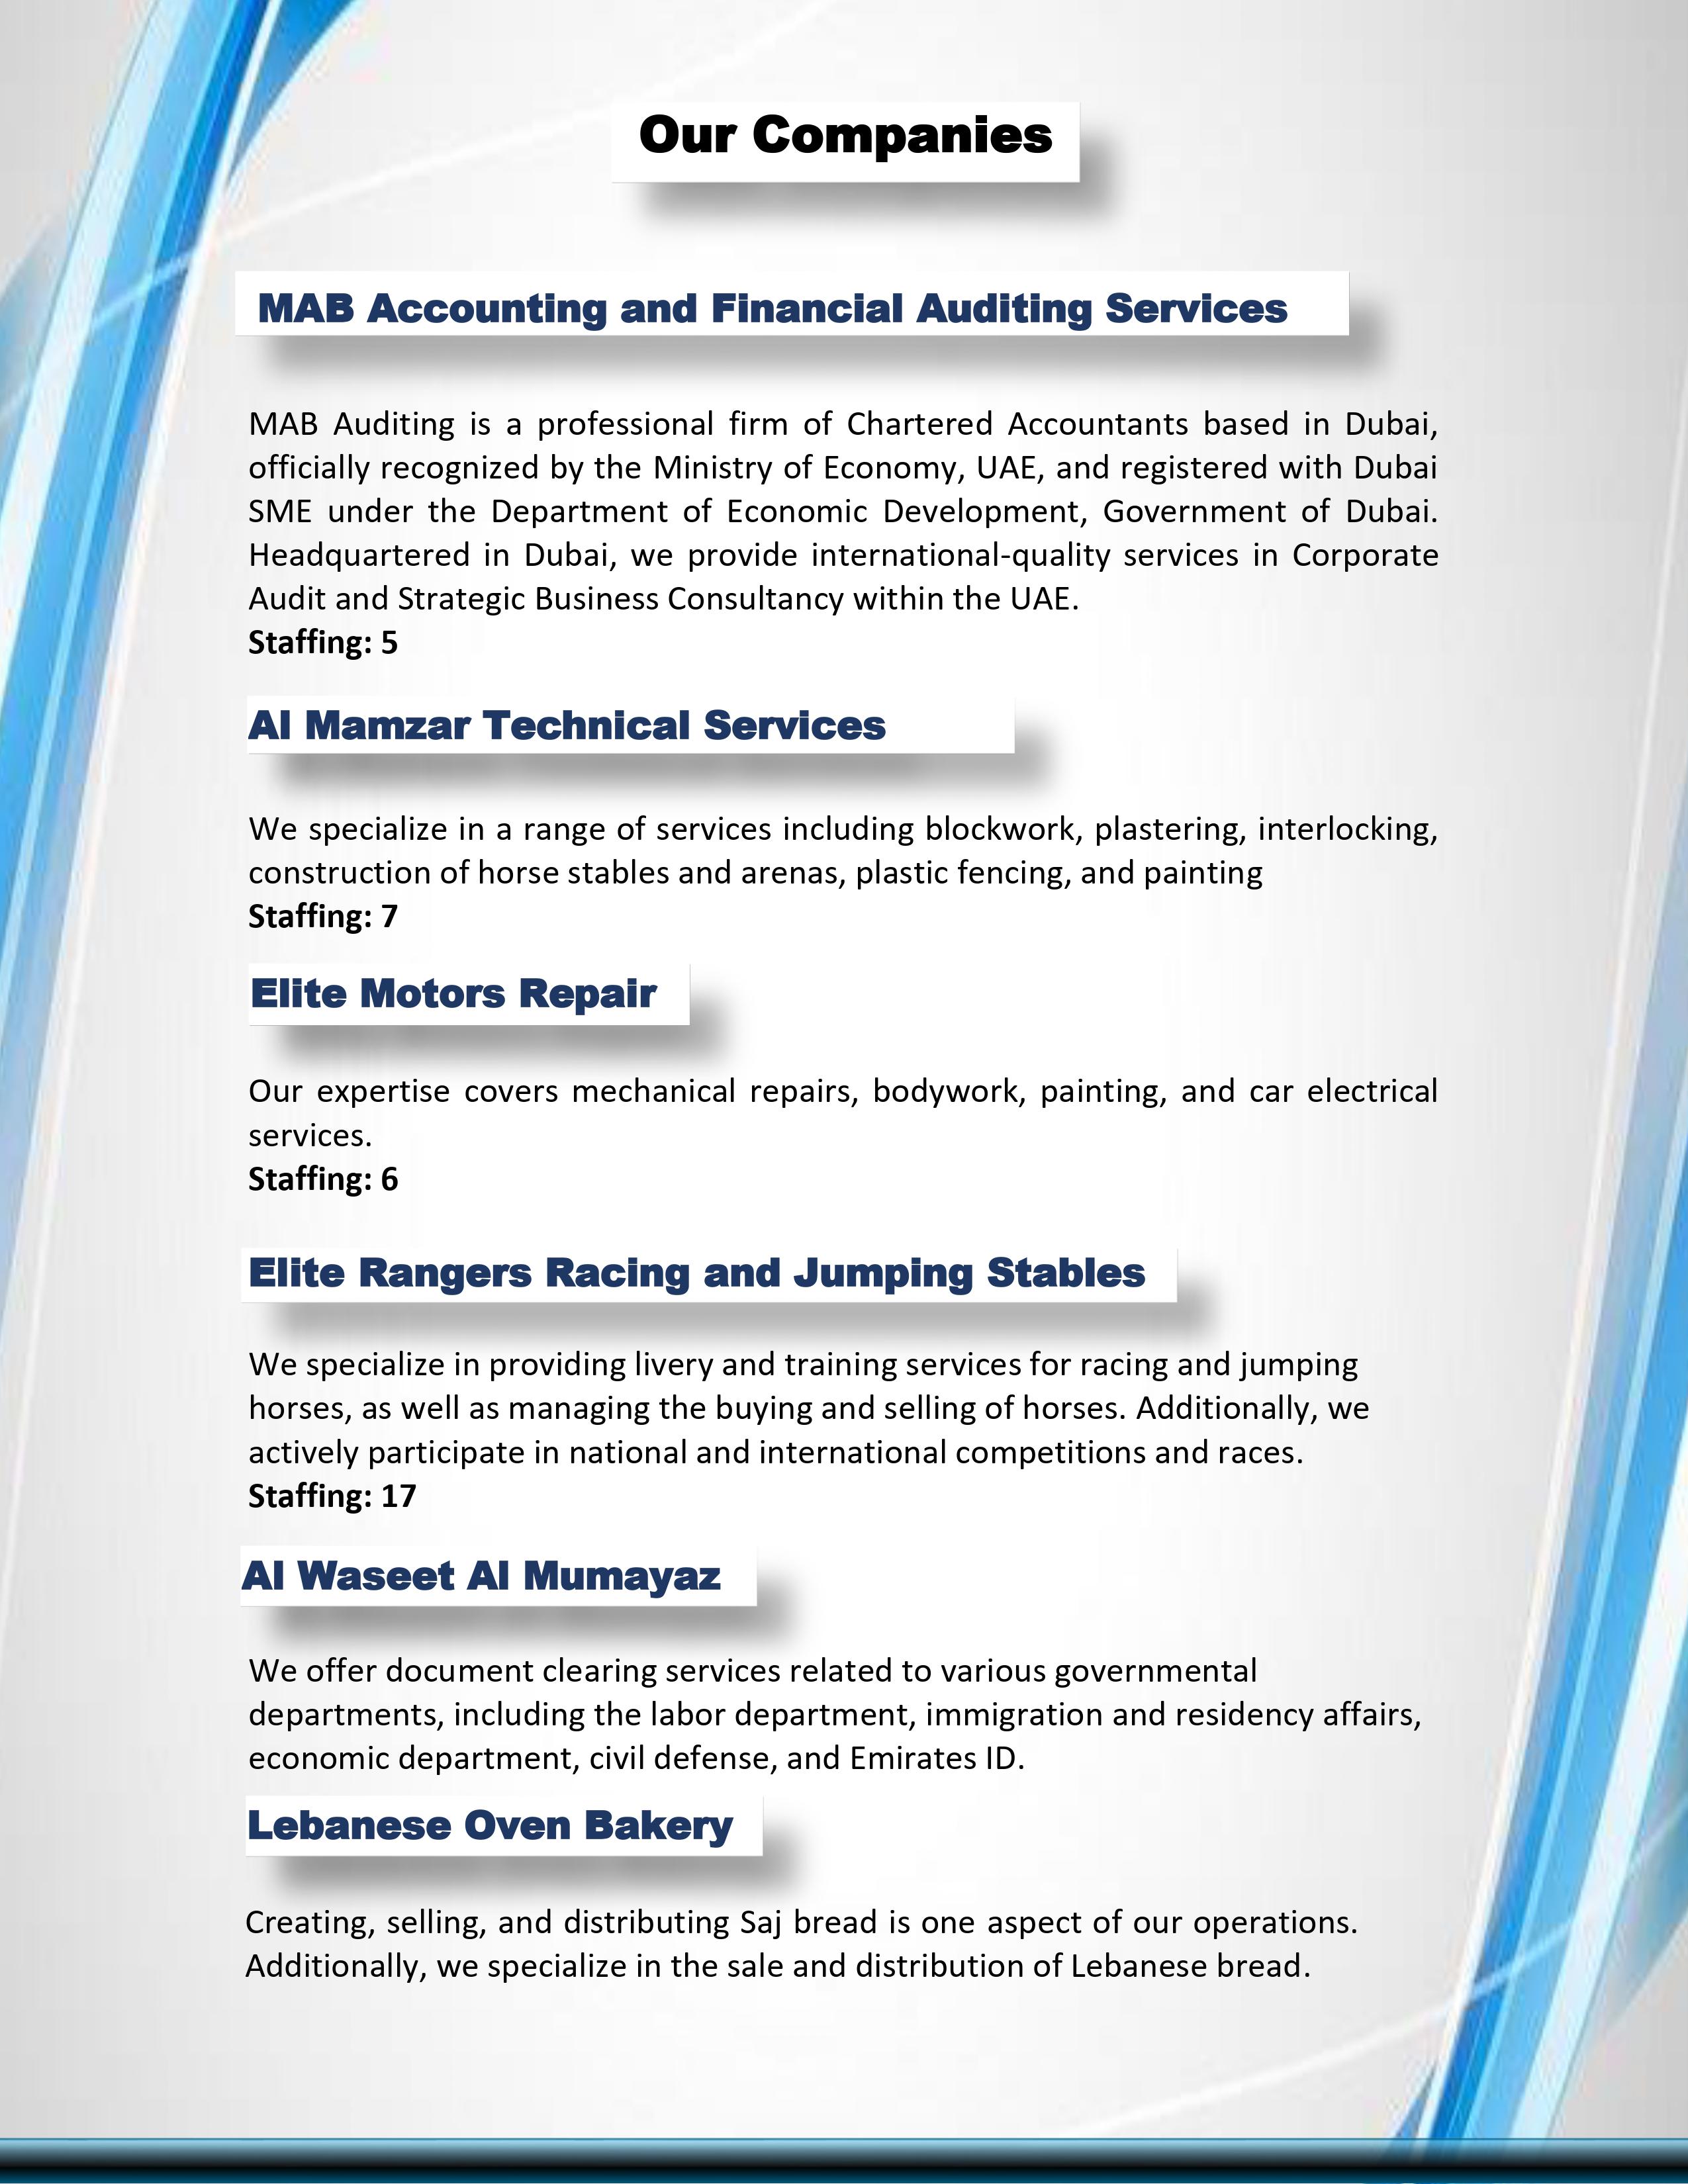 Our Companies
MAB Accounting and Financial Auditing Services
MAB Auditing is a professional firm of Chartered Accountants based in Dubai,
officially recognized by the Ministry of Economy, UAE, and registered with Dubai
SME under the Department of Economic Development, Government of Dubai.
Headquartered in Dubai, we provide international-quality services in Corporate
Audit and Strategic Business Consultancy within the UAE.
Staffing: 5
Al Mamzar Technical Services
We specialize in a range of services including blockwork, plastering, interlocking,
construction of horse stables and arenas, plastic fencing, and painting
Staffing: 7
Elite Motors Repair
Our expertise covers mechanical repairs, bodywork, painting, and car electrical
services.
Staffing: 6
Elite Rangers Racing and Jumping Stables
We specialize in providing livery and training services for racing and jumping
horses, as well as managing the buying and selling of horses. Additionally, we
actively participate in national and international competitions and races.
Staffing: 17
Al Waseet Al Mumayaz
We offer document clearing services related to various governmental
departments, including the labor department, immigration and residency affairs,
economic department, civil defense, and Emirates ID.
Lebanese Oven Bakery
Creating, selling, and distributing Saj bread is one aspect of our operations.
Additionally, we specialize in the sale and distribution of Lebanese bread.